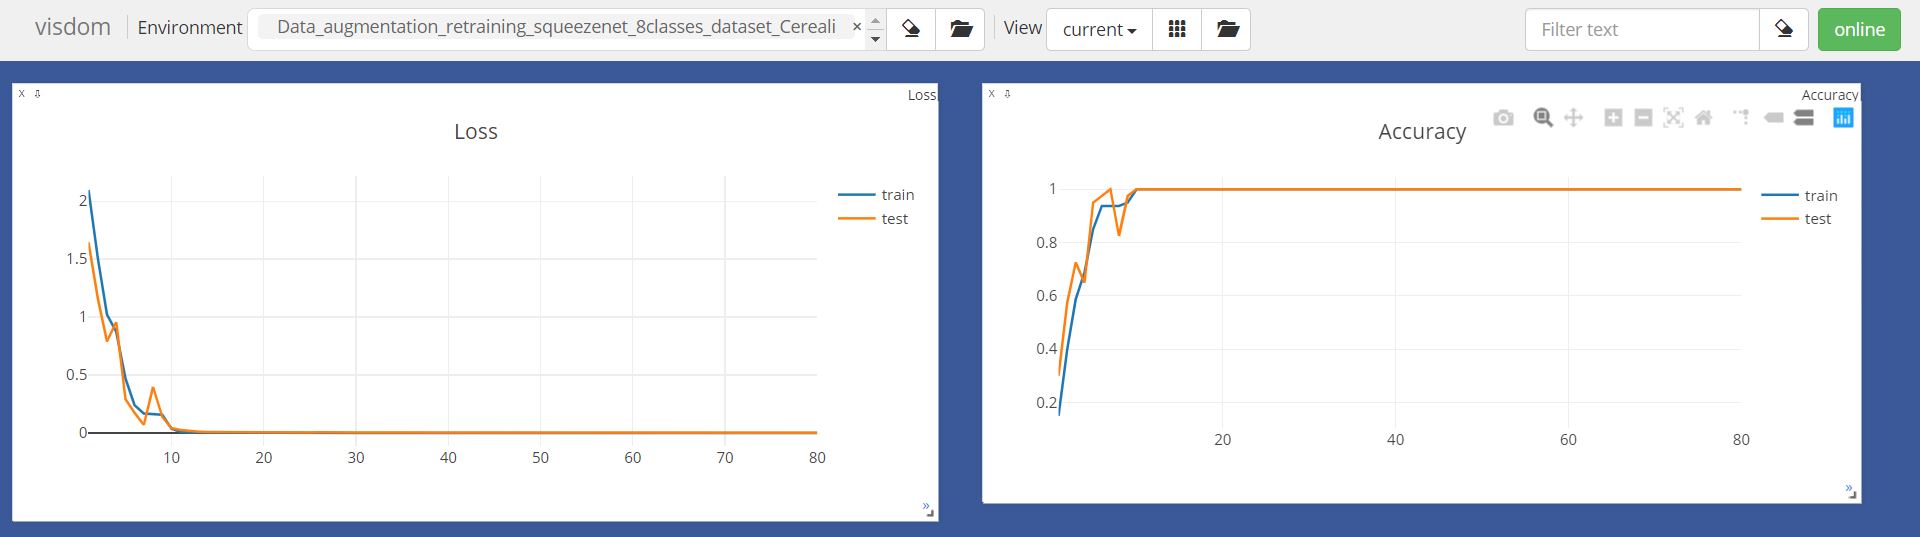 visdom Environment Data_augmentation_retraining_squeezenet_8classes_dataset_Cereali × View current Filter text online
X Loss
Loss
2
1.5
1
0.5
0
10 20 30 40 50 60 70 80
train
test
»
X Accuracy
Accuracy
1
0.8
0.6
0.4
0.2
20 40 60 80
train
test
»